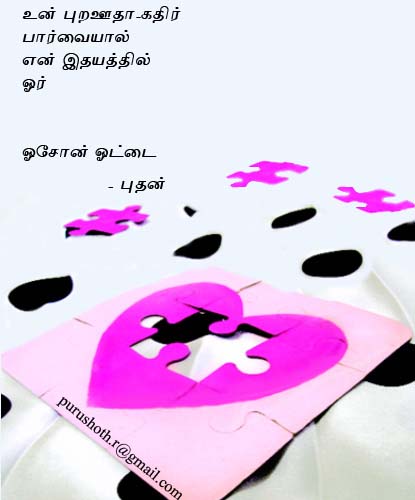 உன் புறஊதா-கதிர்
பார்வையால்
என் இதயத்தில்
ஓர்
ஓசோன் ஓட்டை
- புதன்
purushoth.r@gmail.com